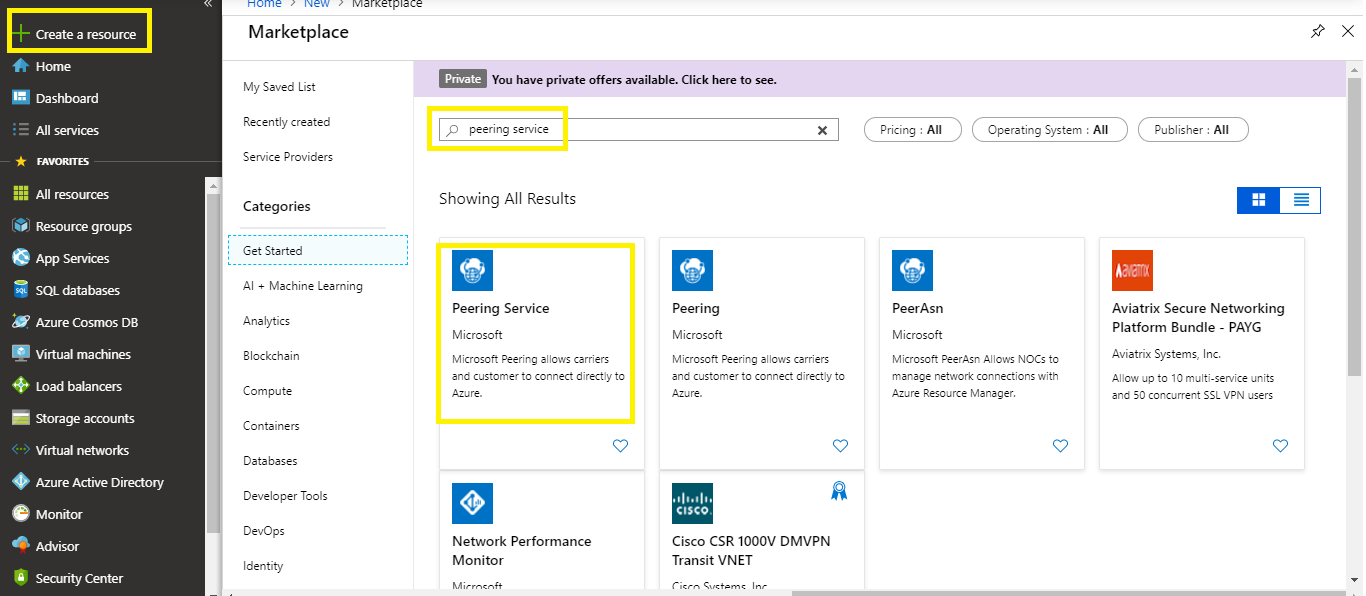 Home > New > Marketplace
Create a resource
Home
Dashboard
All services
FAVORITES
All resources
Resource groups
App Services
SQL databases
Azure Cosmos DB
Virtual machines
Load balancers
Storage accounts
Virtual networks
Azure Active Directory
Monitor
Advisor
Security Center
Marketplace
My Saved List
Recently created
Service Providers
Categories
Get Started
AI + Machine Learning
Analytics
Blockchain
Compute
Containers
Databases
Developer Tools
DevOps
Identity
Private You have private offers available. Click here to see.
peering service
Pricing : All
Operating System : All
Publisher : All
Showing All Results
Peering Service
Microsoft
Microsoft Peering allows carriers
and customer to connect directly to
Azure.
Peering
Microsoft
Microsoft Peering allows carriers
and customer to connect directly to
Azure.
PeerAsn
Microsoft
Microsoft PeerAsn Allows NOCs to
manage network connections with
Azure Resource Manager.
AVIATRIX
Aviatrix Secure Networking
Platform Bundle - PAYG
Aviatrix Systems, Inc.
Allow up to 10 multi-service units
and 50 concurrent SSL VPN users
Network Performance
Monitor
Microsoft
CISCO
Cisco CSR 1000V DMVPN
Transit VNET
Cisco Systems, Inc.